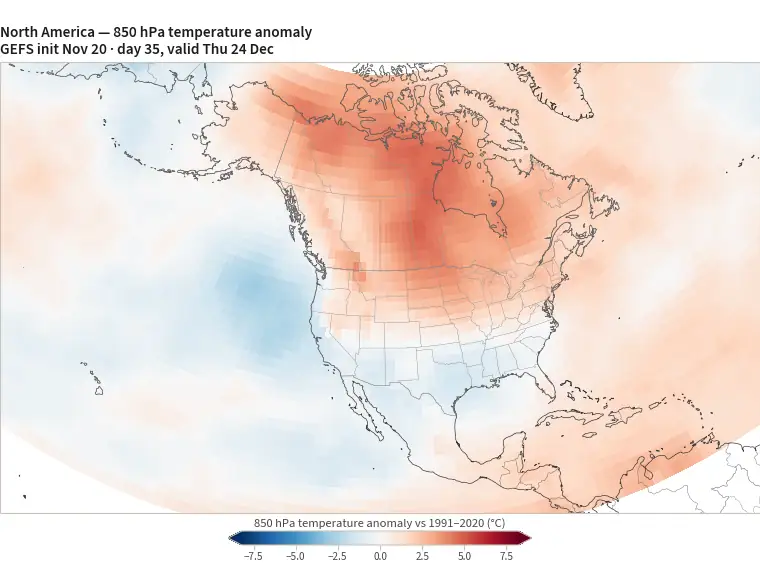 North America — 850 hPa temperature anomaly
GEFS init Nov 20 · day 35, valid Thu 24 Dec
850 hPa temperature anomaly vs 1991–2020 (°C)
−7.5 −5.0 −2.5 0.0 2.5 5.0 7.5